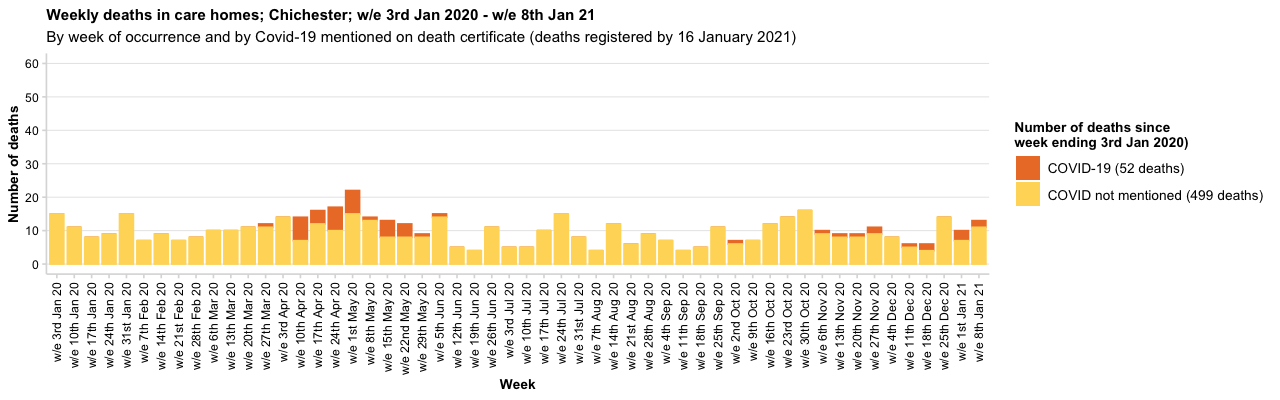 Weekly deaths in care homes; Chichester; w/e 3rd Jan 2020 - w/e 8th Jan 21
By week of occurrence and by Covid-19 mentioned on death certificate (deaths registered by 16 January 2021)
Number of deaths
60
50
40
30
20
10
0
w/e 3rd Jan 20
w/e 10th Jan 20
w/e 17th Jan 20
w/e 24th Jan 20
w/e 31st Jan 20
w/e 7th Feb 20
w/e 14th Feb 20
w/e 21st Feb 20
w/e 28th Feb 20
w/e 6th Mar 20
w/e 13th Mar 20
w/e 20th Mar 20
w/e 27th Mar 20
w/e 3rd Apr 20
w/e 10th Apr 20
w/e 17th Apr 20
w/e 24th Apr 20
w/e 1st May 20
w/e 8th May 20
w/e 15th May 20
w/e 22nd May 20
w/e 29th May 20
w/e 5th Jun 20
w/e 12th Jun 20
w/e 19th Jun 20
w/e 26th Jun 20
w/e 3rd Jul 20
w/e 10th Jul 20
w/e 17th Jul 20
w/e 24th Jul 20
w/e 31st Jul 20
w/e 7th Aug 20
w/e 14th Aug 20
w/e 21st Aug 20
w/e 28th Aug 20
w/e 4th Sep 20
w/e 11th Sep 20
w/e 18th Sep 20
w/e 25th Sep 20
w/e 2nd Oct 20
w/e 9th Oct 20
w/e 16th Oct 20
w/e 23rd Oct 20
w/e 30th Oct 20
w/e 6th Nov 20
w/e 13th Nov 20
w/e 20th Nov 20
w/e 27th Nov 20
w/e 4th Dec 20
w/e 11th Dec 20
w/e 18th Dec 20
w/e 25th Dec 20
w/e 1st Jan 21
w/e 8th Jan 21
Week
Number of deaths since
week ending 3rd Jan 2020)
COVID-19 (52 deaths)
COVID not mentioned (499 deaths)